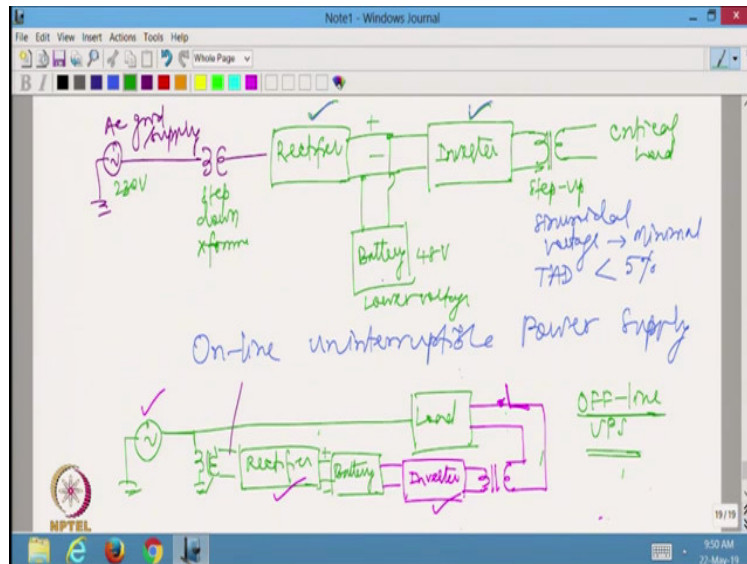 Note1 - Windows Journal
File Edit View Insert Actions Tools Help
Whole Page
B I
Ac grid
supply
230V
Step
down
xforme
Rectifier
+
-
Battery 48V
Lower voltage
Inverter
Step-up
Critical
Load
Sinusoidal
voltage → minimal
THD < 5%
On-line uninterruptible Power Supply
Load
OFF-line
UPS
Rectifier
+
-
Battery
Inverter
NPTEL
19/19
9:50 AM
22-May-19